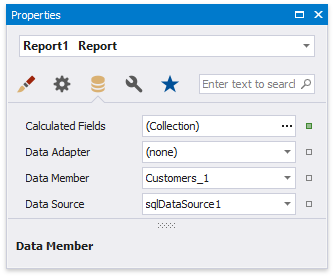 Properties
Report1 Report
Enter text to search
Calculated Fields (Collection) ...
Data Adapter (none)
Data Member Customers_1
Data Source sqlDataSource1
Data Member